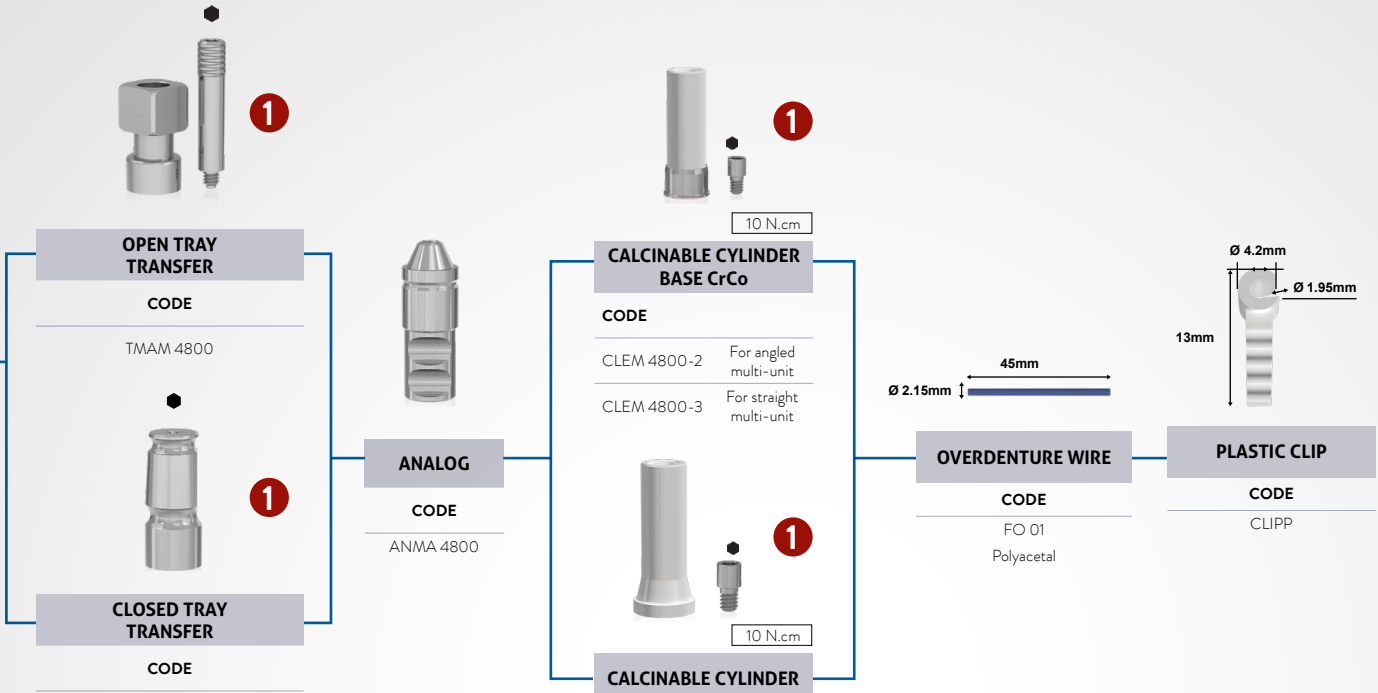 1
OPEN TRAY
TRANSFER
CODE
TMAM 4800
1
CLOSED TRAY
TRANSFER
CODE
ANALOG
CODE
ANMA 4800
1
10 N.cm
CALCINABLE CYLINDER
BASE CrCo
CODE
CLEM 4800-2 For angled
multi-unit
CLEM 4800-3 For straight
multi-unit
1
10 N.cm
CALCINABLE CYLINDER
45mm
Ø 2.15mm
OVERDENTURE WIRE
CODE
FO 01
Polyacetal
Ø 4.2mm
Ø 1.95mm
13mm
PLASTIC CLIP
CODE
CLIPP